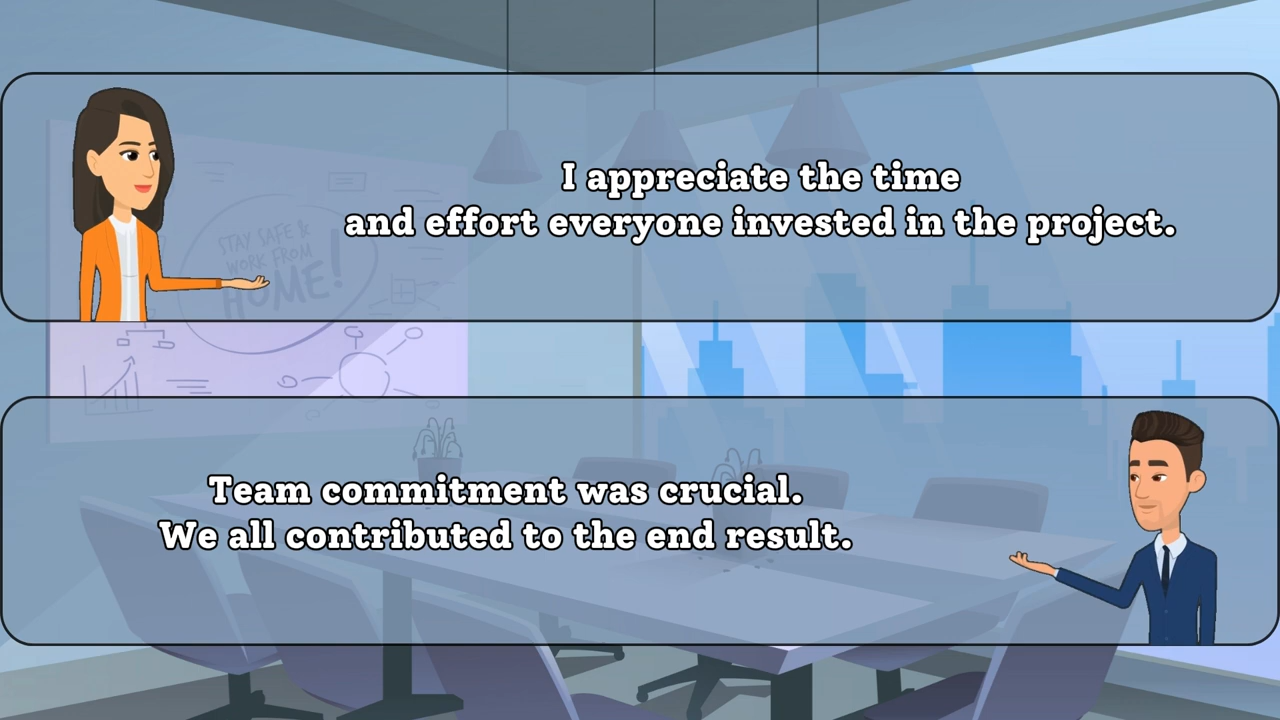 I appreciate the time
and effort everyone invested in the project.
STAY SAFE &
WORK FROM
HOME!
Team commitment was crucial.
We all contributed to the end result.